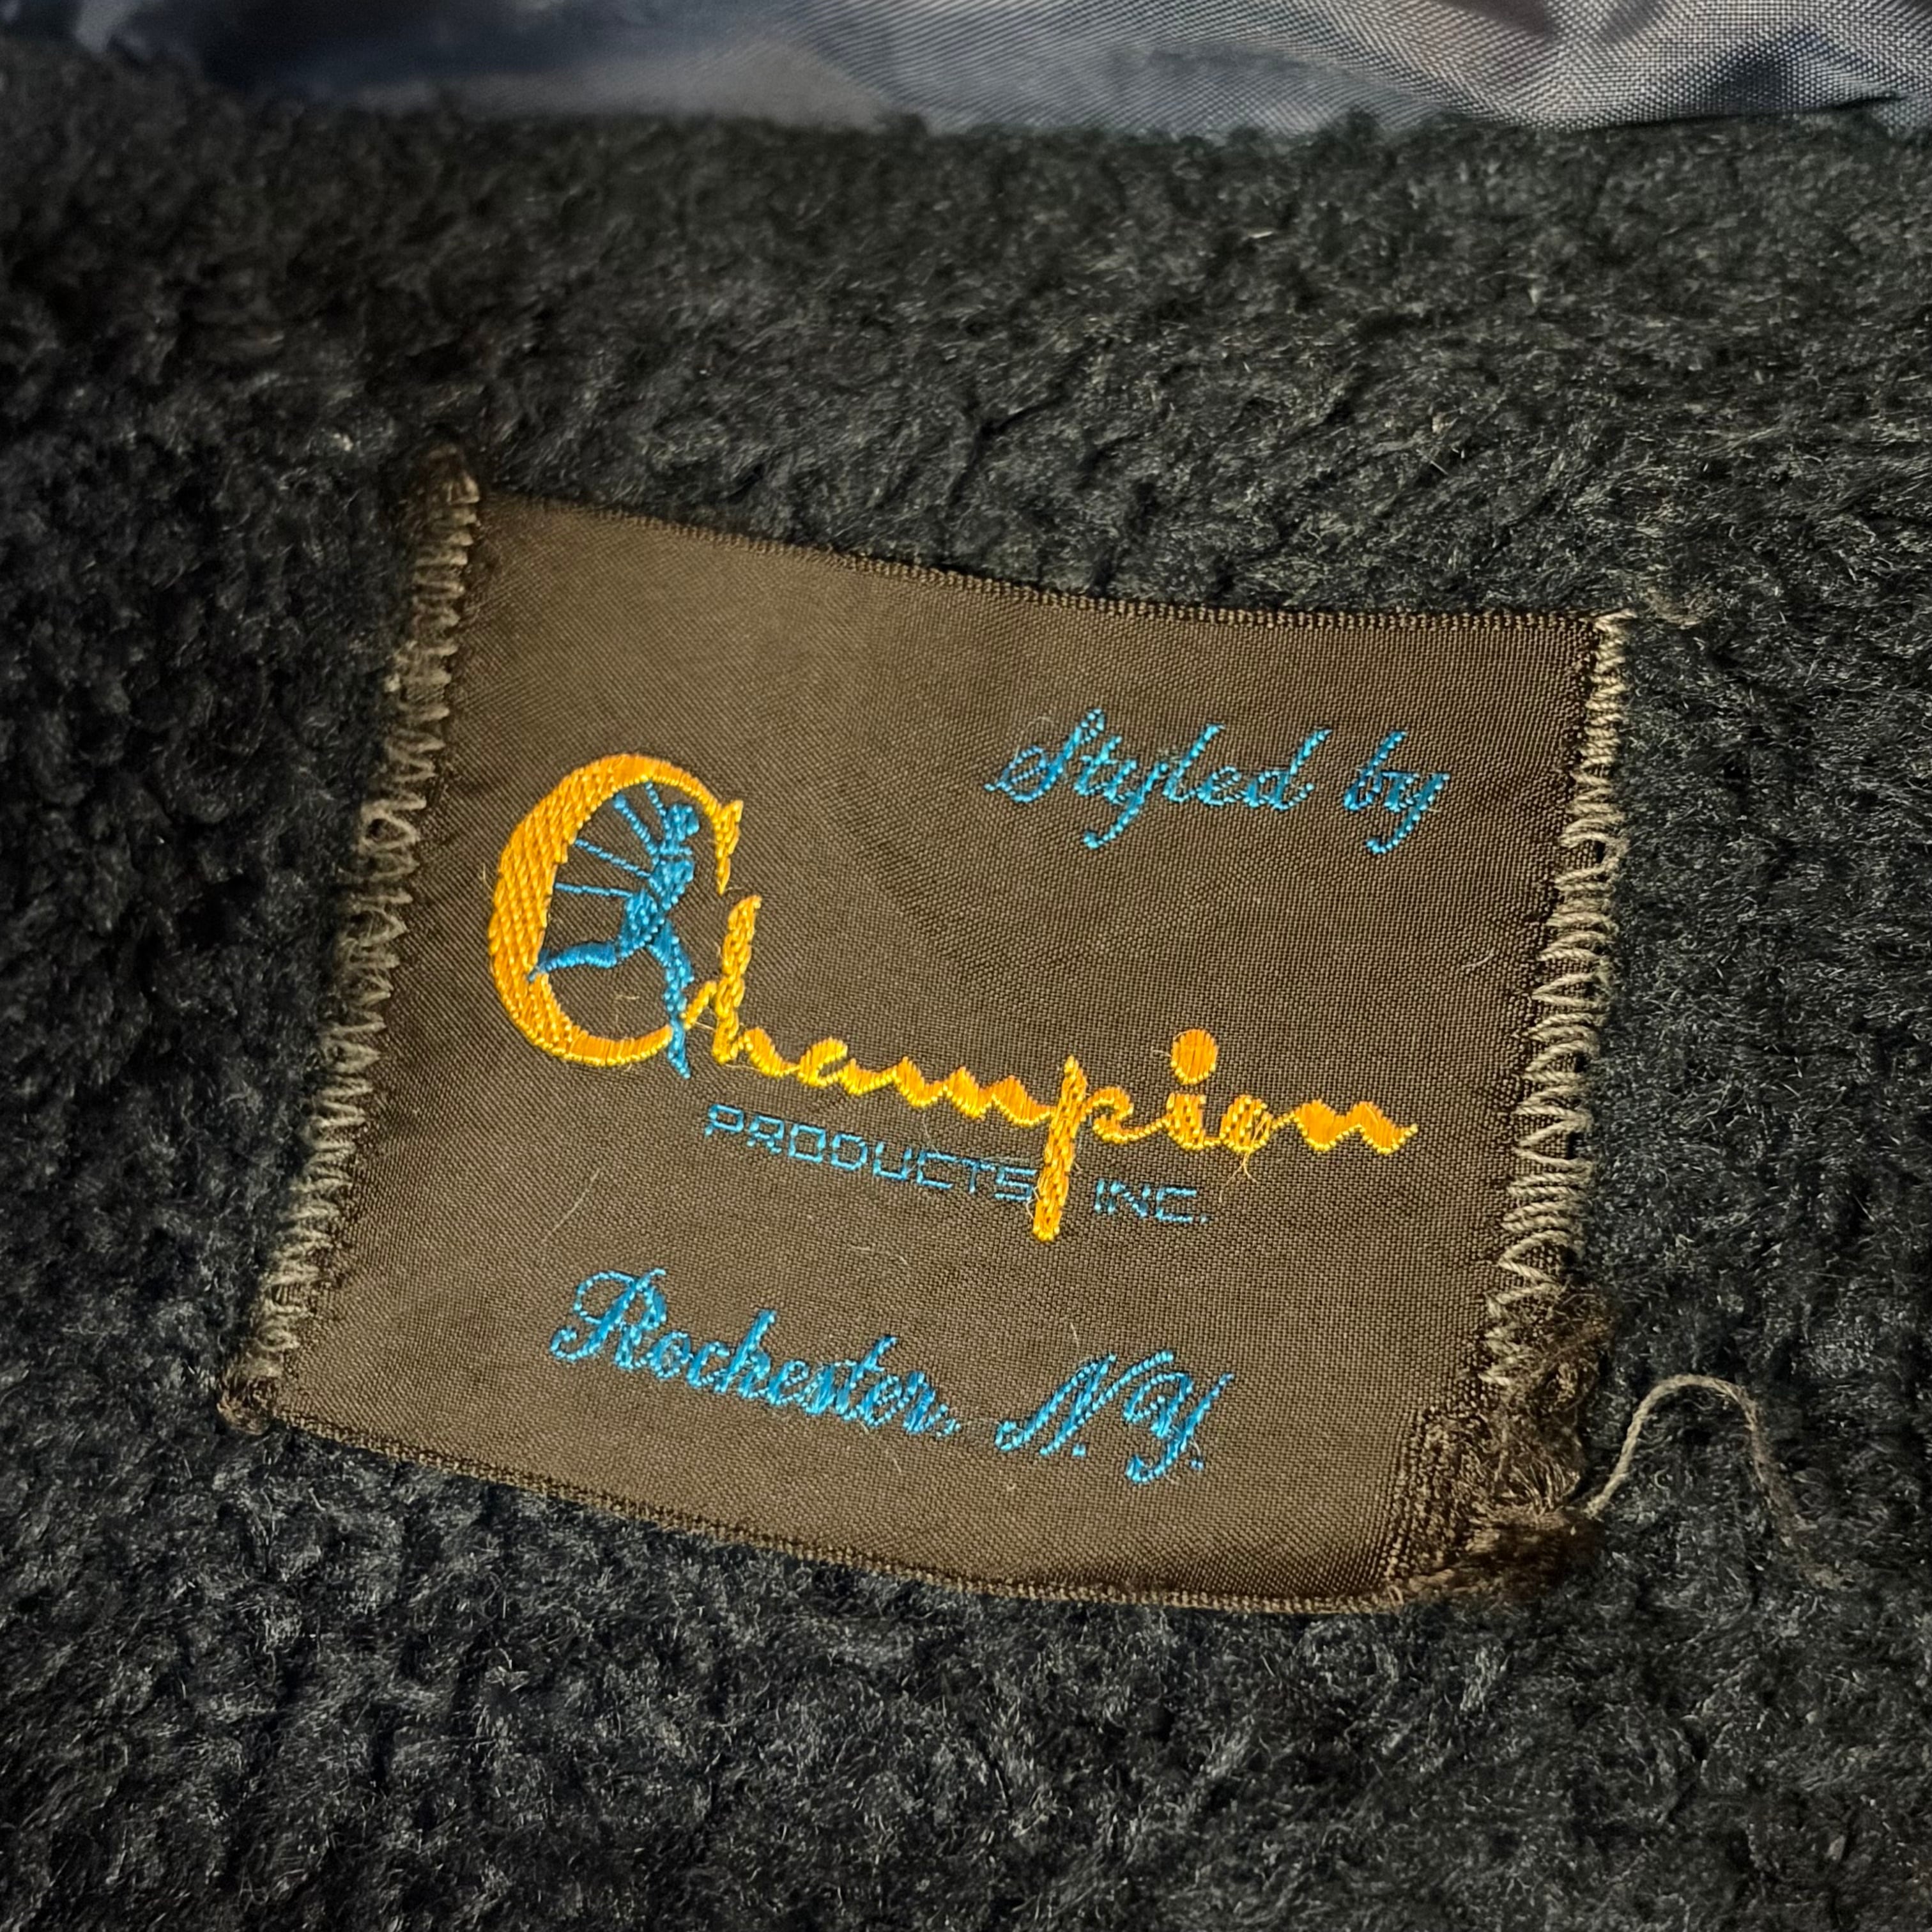 Styled by
Champion
PRODUCTS, INC.
Rochester, N.Y.